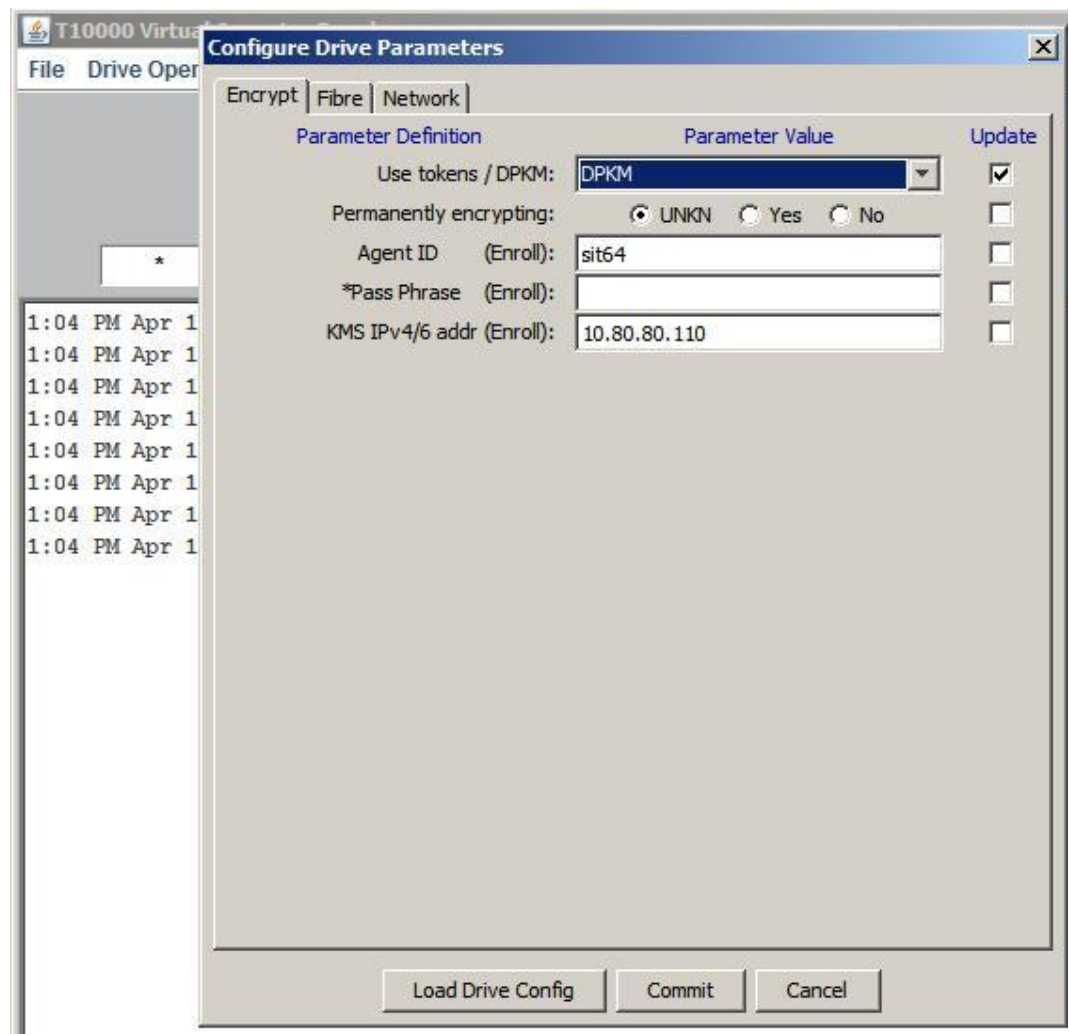 T10000 Virtua
Configure Drive Parameters
File Drive Oper
Encrypt Fibre Network
Parameter Definition Parameter Value Update
Use tokens / DPKM: DPKM
Permanently encrypting: UNKN Yes No
Agent ID (Enroll): sit64
*Pass Phrase (Enroll):
KMS IPv4/6 addr (Enroll): 10.80.80.110
*
1:04 PM Apr 1
1:04 PM Apr 1
1:04 PM Apr 1
1:04 PM Apr 1
1:04 PM Apr 1
1:04 PM Apr 1
1:04 PM Apr 1
1:04 PM Apr 1
Load Drive Config Commit Cancel